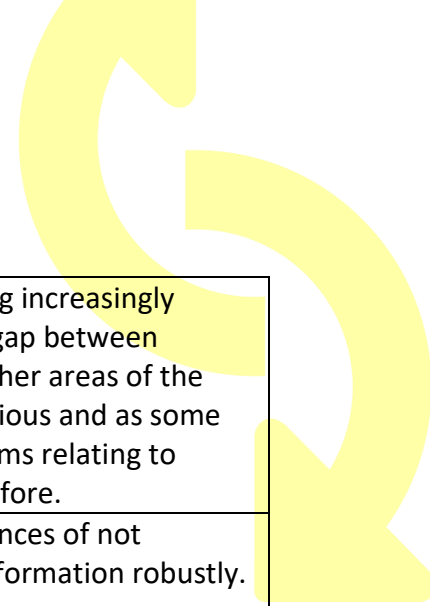 g increasingly
gap between
her areas of the
ious and as some
ms relating to
fore.
nces of not
formation robustly.